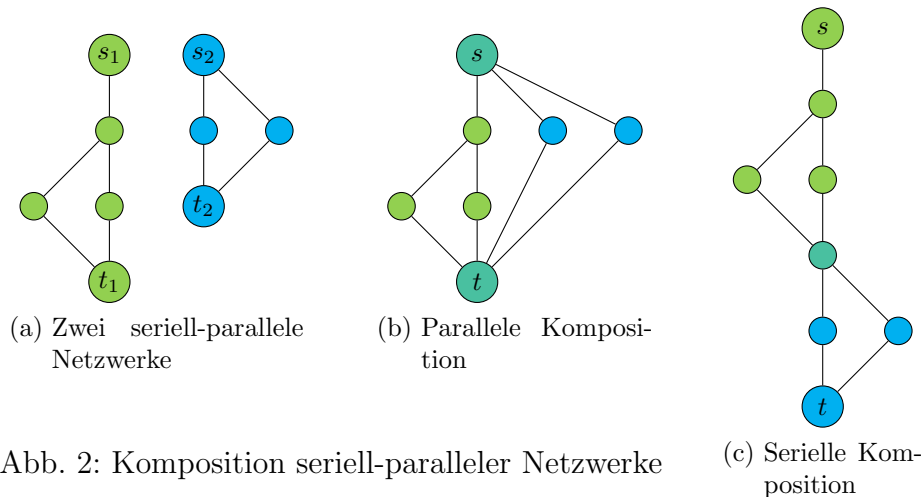 s1
s2
t2
t1
(a) Zwei seriell-parallele
Netzwerke
s
t
(b) Parallele Komposi-
tion
s
t
(c) Serielle Kom-
position
Abb. 2: Komposition seriell-paralleler Netzwerke